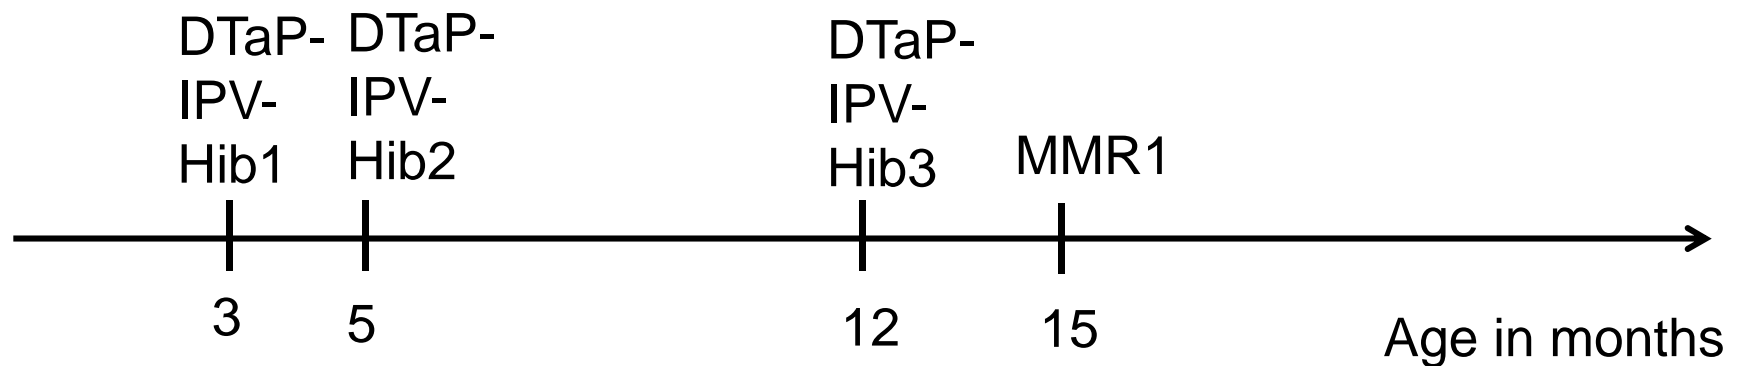 DTaP-
IPV-
Hib1
DTaP-
IPV-
Hib2
DTaP-
IPV-
Hib3
MMR1
3
5
12
15
Age in months